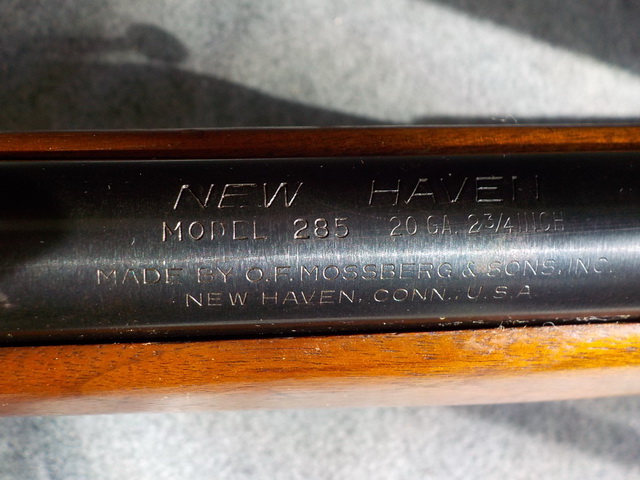 NEW HAVEN
MODEL 285 20 GA. 2 3/4 INCH
MADE BY O.F. MOSSBERG & SONS, INC.
NEW HAVEN, CONN., U.S.A